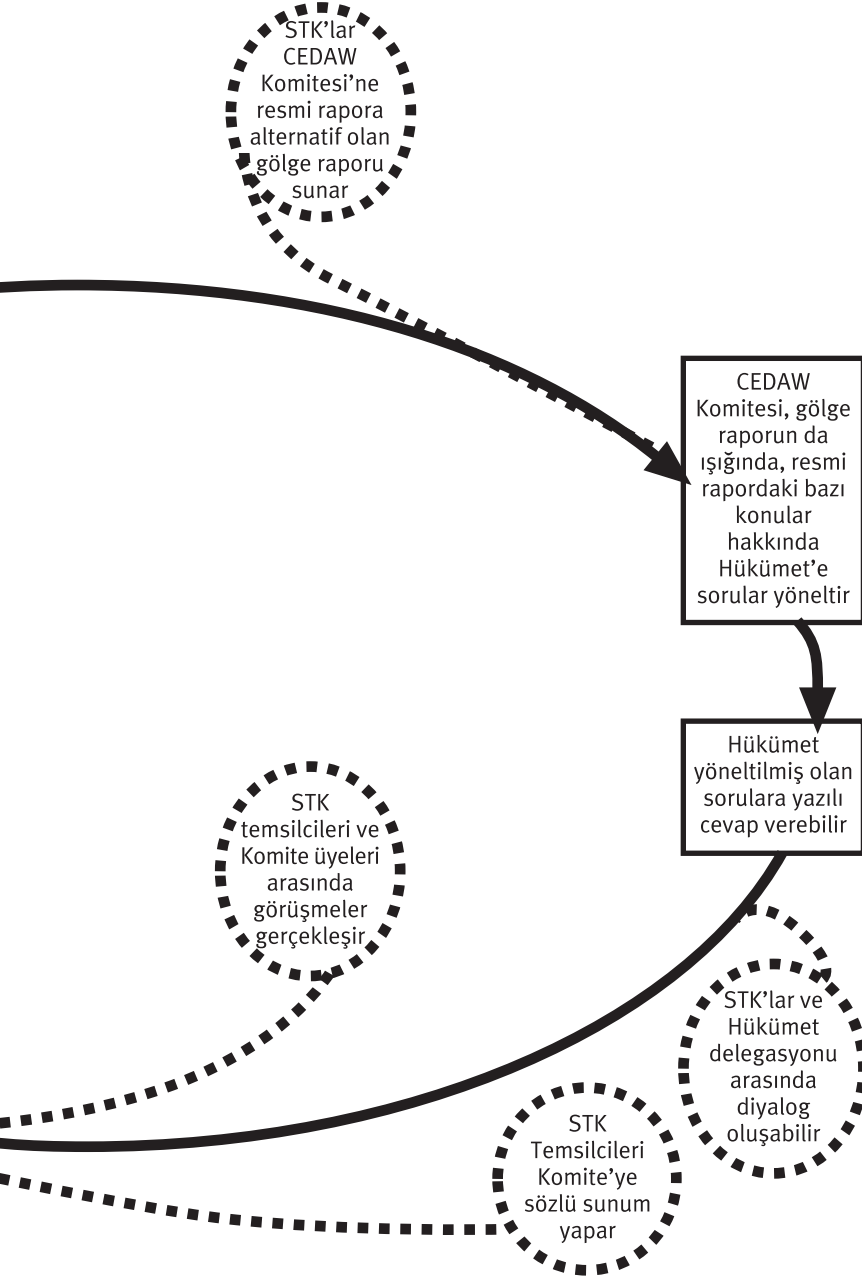 STK’lar
CEDAW
Komitesi’ne
resmi rapora
alternatif olan
gölge raporu
sunar
CEDAW
Komitesi, gölge
raporun da
ışığında, resmi
rapordaki bazı
konular
hakkında
Hükümet’e
sorular yöneltir
Hükümet
yöneltilmiş olan
sorulara yazılı
cevap verebilir
STK
temsilcileri ve
Komite üyeleri
arasında
görüşmeler
gerçekleşir
STK’lar ve
Hükümet
delegasyonu
arasında
diyalog
oluşabilir
STK
Temsilcileri
Komite’ye
sözlü sunum
yapar